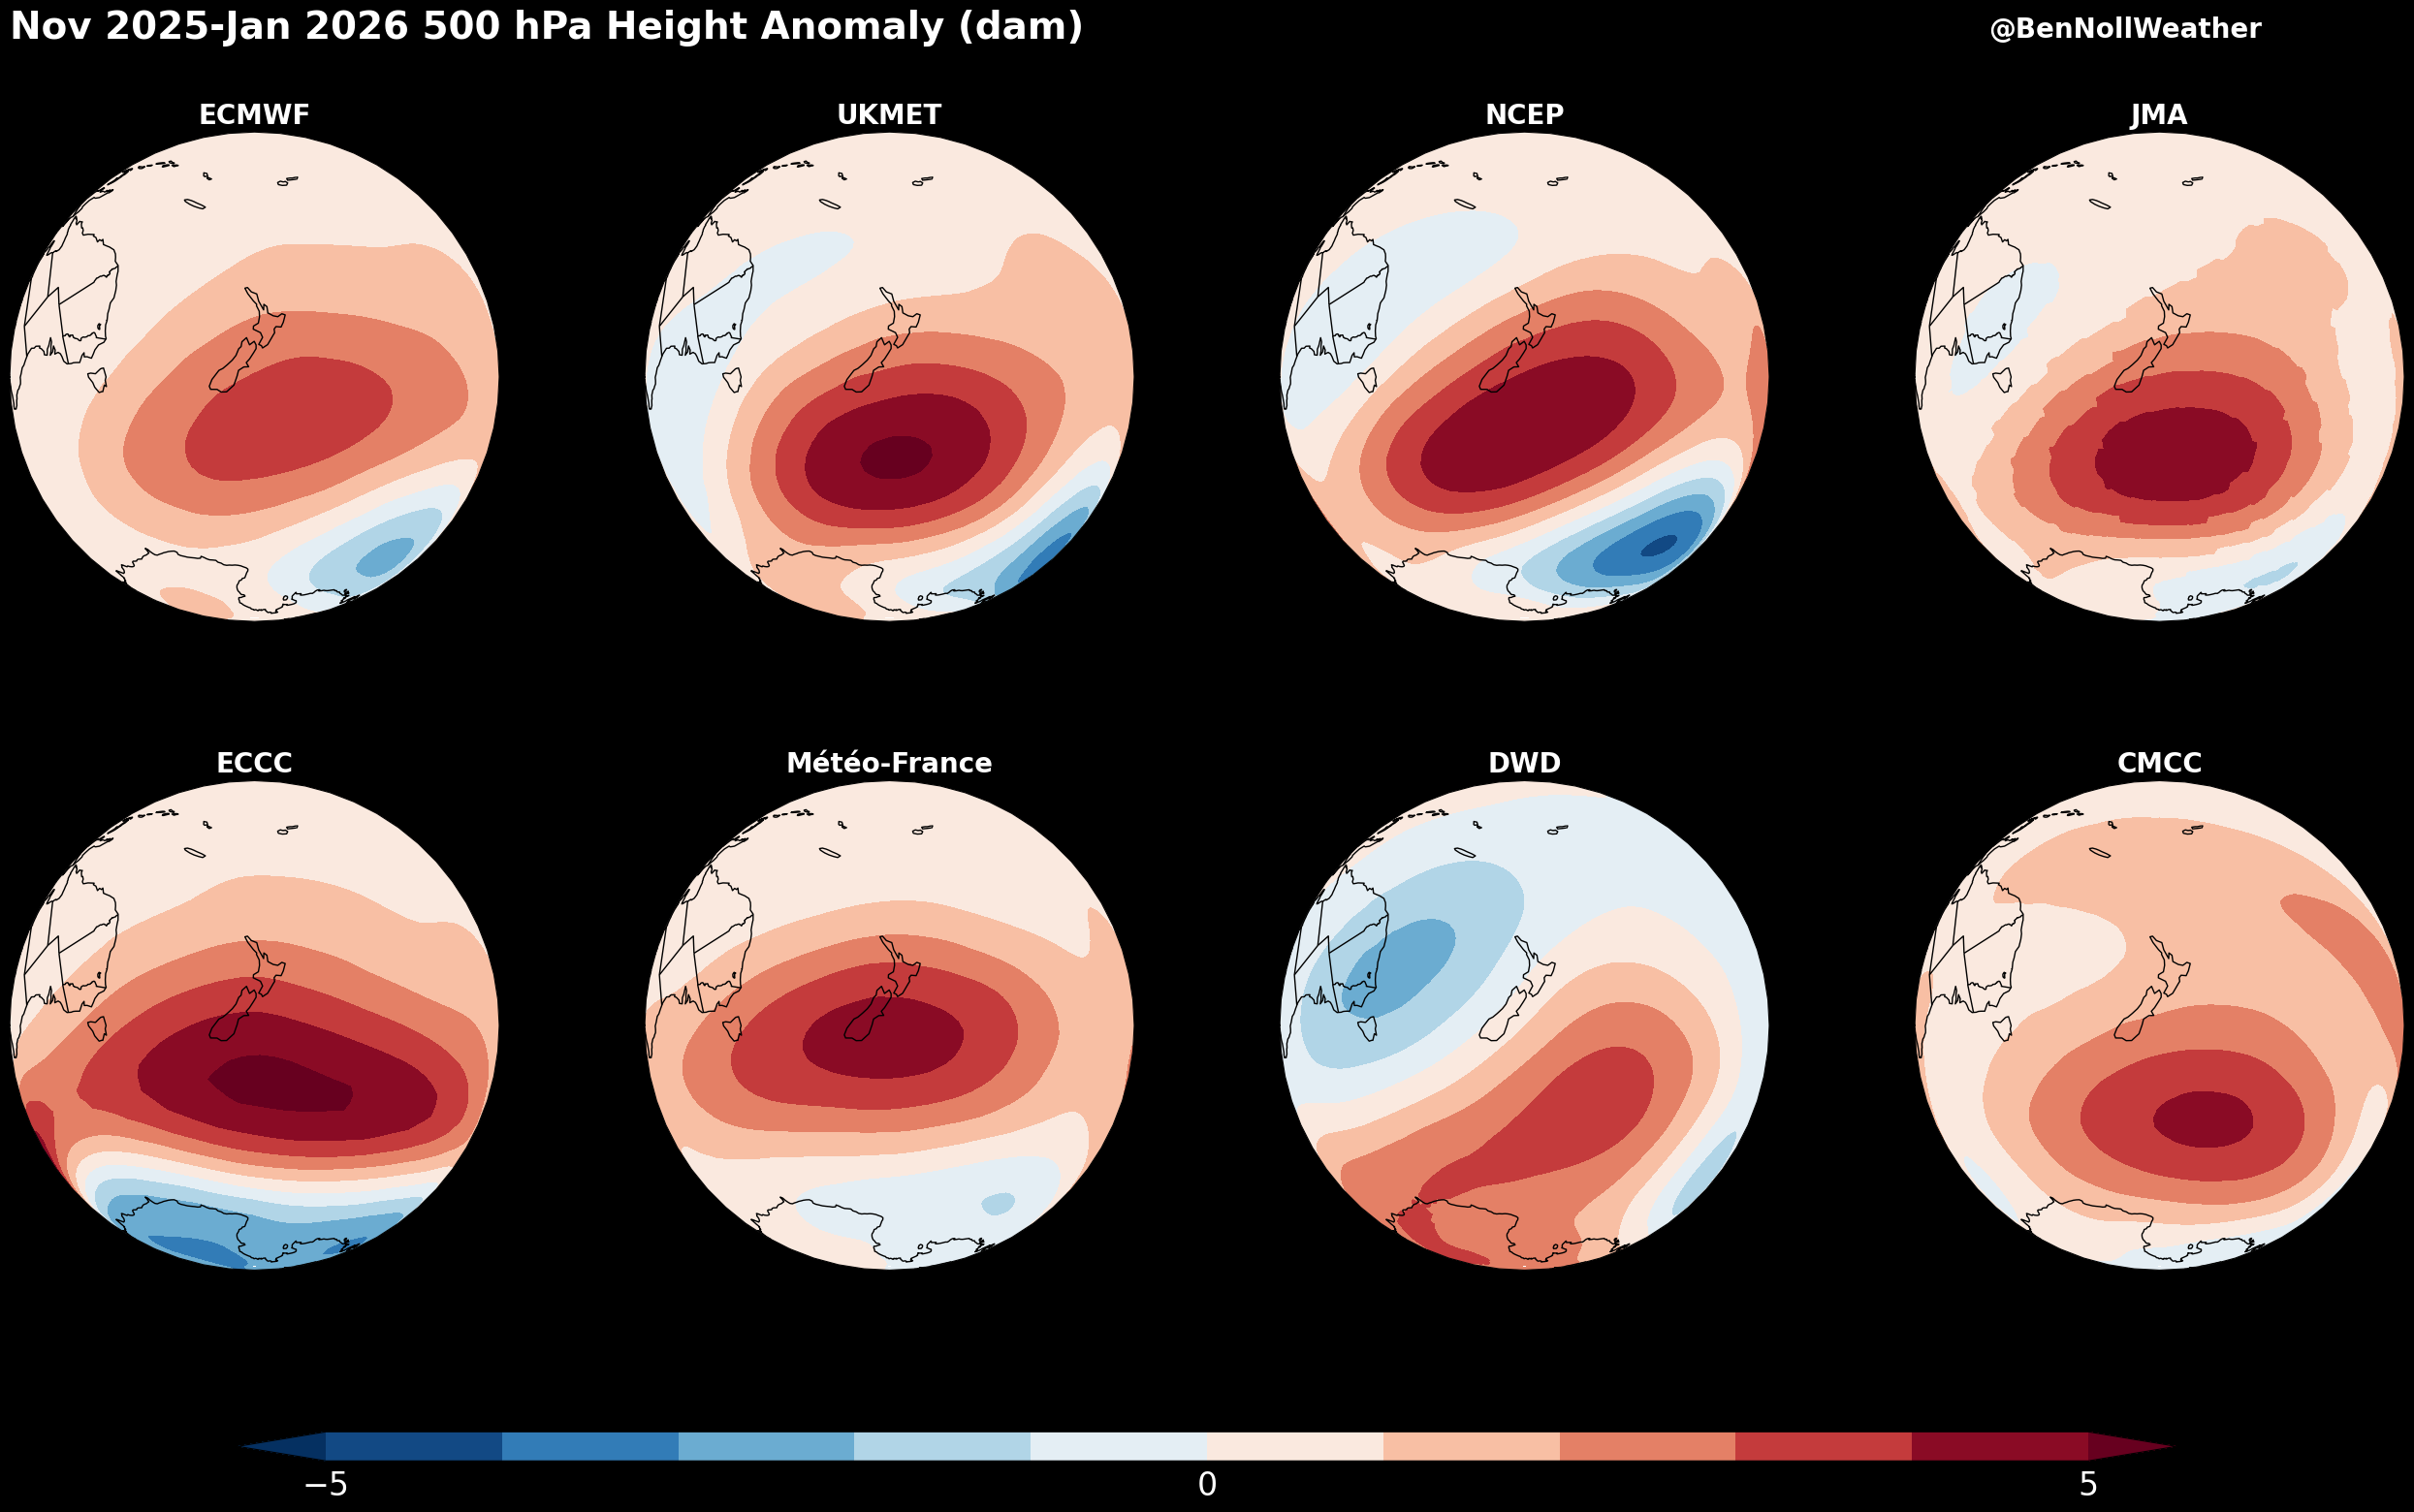 Nov 2025-Jan 2026 500 hPa Height Anomaly (dam)
@BenNollWeather
ECMWF
UKMET
NCEP
JMA
ECCC
Météo-France
DWD
CMCC
−5
0
5